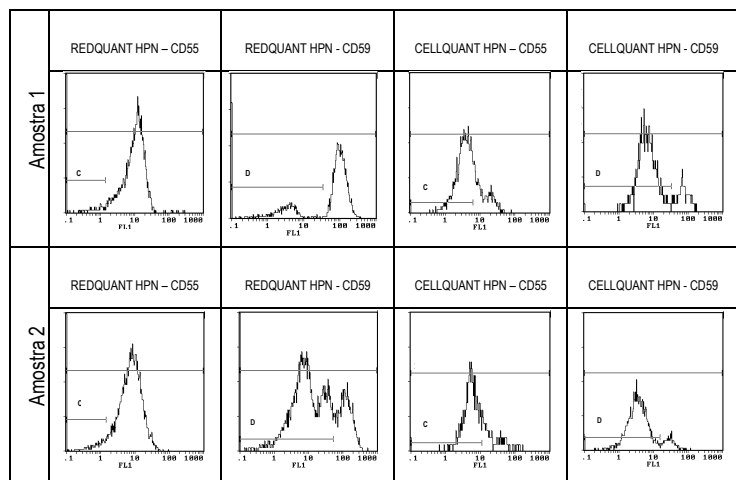 REDQUANT HPN – CD55
REDQUANT HPN - CD59
CELLQUANT HPN – CD55
CELLQUANT HPN - CD59
Amostra 1
C
.1 1 10 100 1000
FL1
D
.1 1 10 100 1000
FL1
C
.1 1 10 100 1000
FL1
D
.1 1 10 100 1000
FL1
REDQUANT HPN – CD55
REDQUANT HPN - CD59
CELLQUANT HPN – CD55
CELLQUANT HPN - CD59
Amostra 2
C
.1 1 10 100 1000
FL1
D
.1 1 10 100 1000
FL1
C
.1 1 10 100 1000
FL1
D
.1 1 10 100 1000
FL1